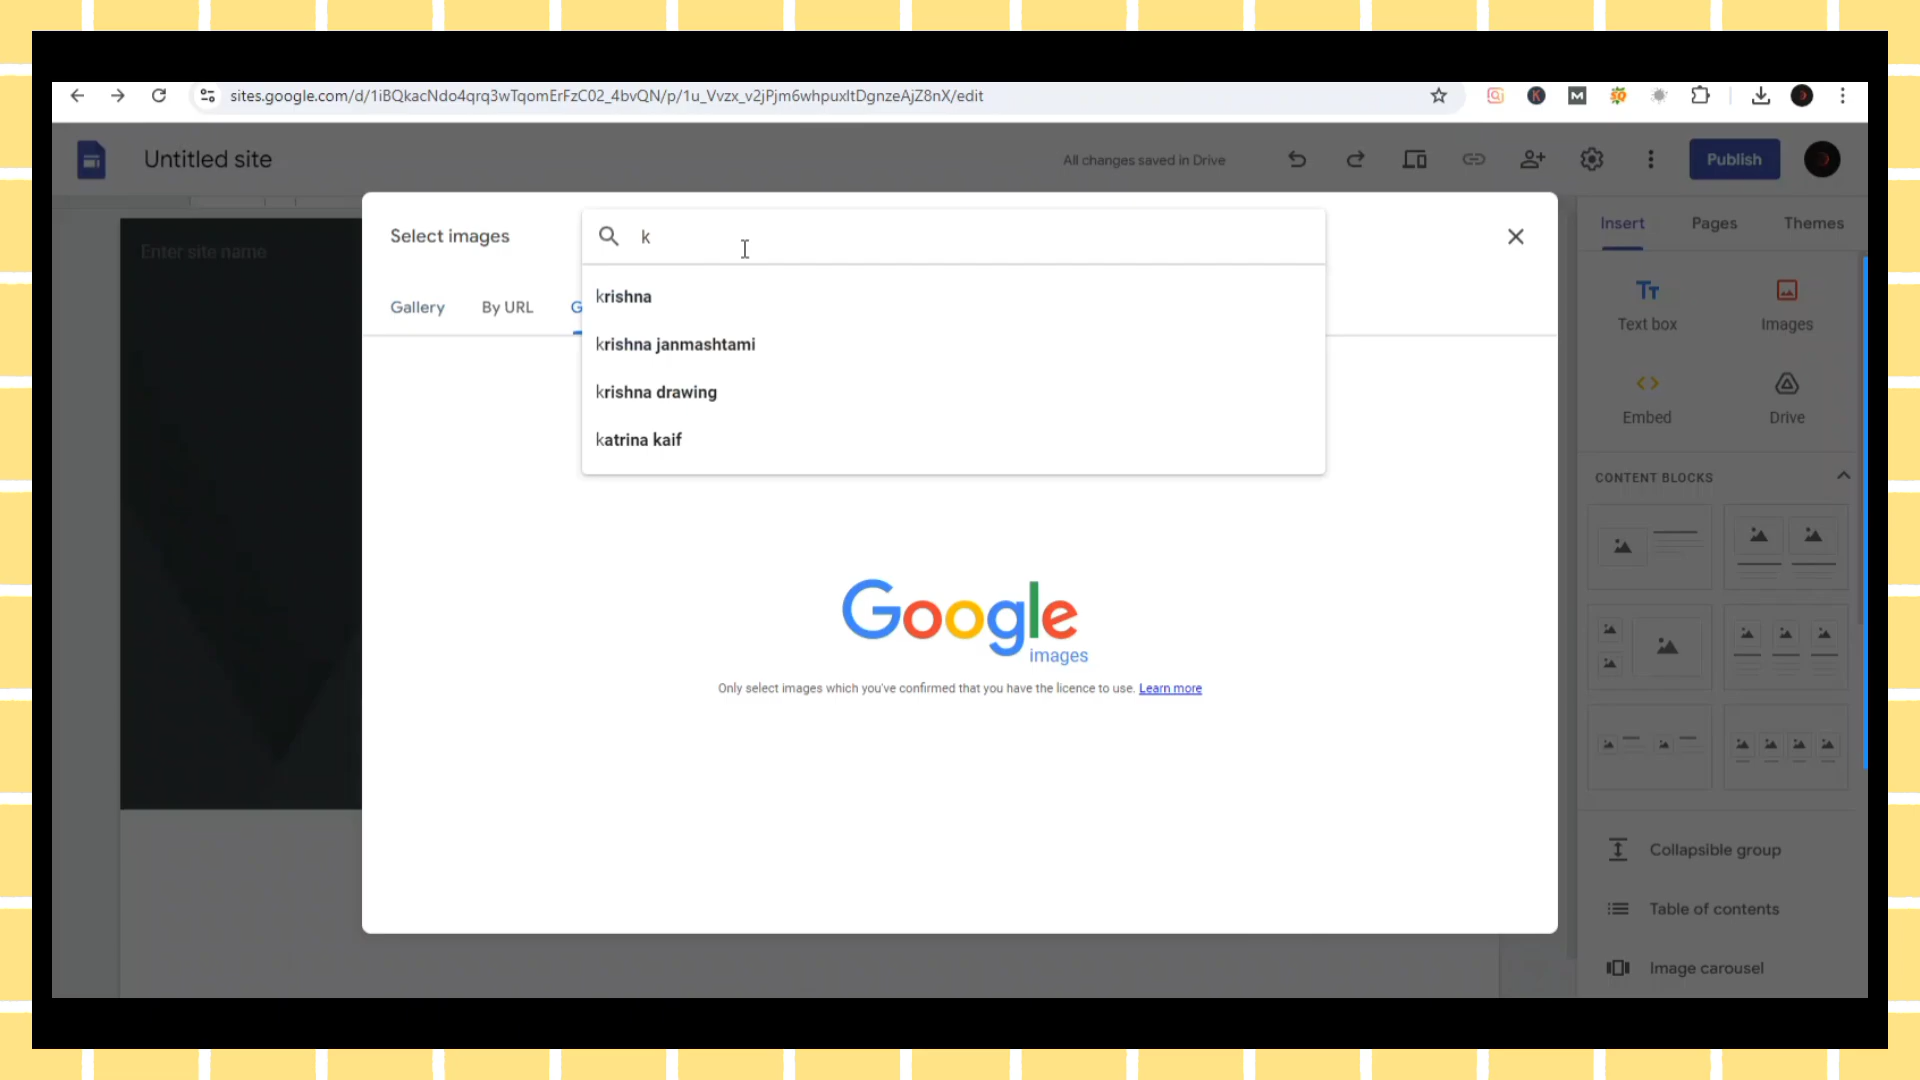 sites.google.com/d/1iBQkacNdo4qrq3wTqomErFzC02_4bvQN/p/1u_Vvzx_v2jPjm6whpuxItDgnzeAjZ8nX/edit
Untitled site
All changes saved in Drive
Publish
Enter site name
Select images
k
Gallery
By URL
G
krishna
krishna janmashtami
krishna drawing
katrina kaif
Google
images
Only select images which you've confirmed that you have the licence to use. Learn more
Insert
Pages
Themes
Text box
Images
Embed
Drive
CONTENT BLOCKS
Collapsible group
Table of contents
Image carousel